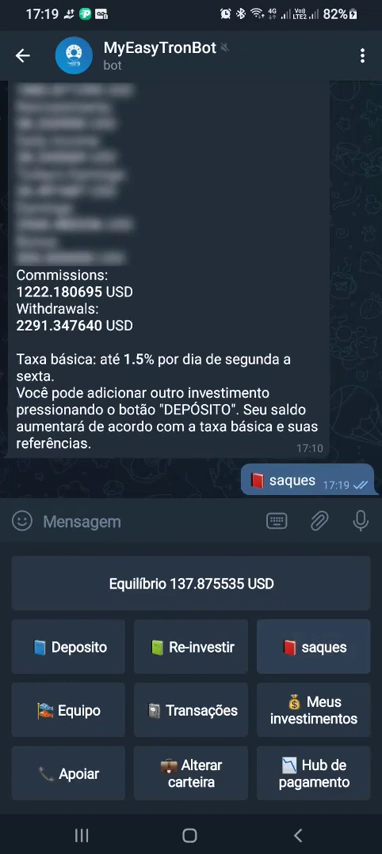 17:19
4G
Vo))
LTE2
82%
MyEasyTronBot
bot
Commissions:
1222.180695 USD
Withdrawals:
2291.347640 USD
Taxa básica: até 1.5% por dia de segunda a
sexta.
Você pode adicionar outro investimento
pressionando o botão "DEPÓSITO". Seu saldo
aumentará de acordo com a taxa básica e suas
referências.
17:10
saques 17:19
Mensagem
Equilíbrio 137.875535 USD
Deposito
Re-investir
saques
Equipo
Transações
Meus
investimentos
Apoiar
Alterar
carteira
Hub de
pagamento